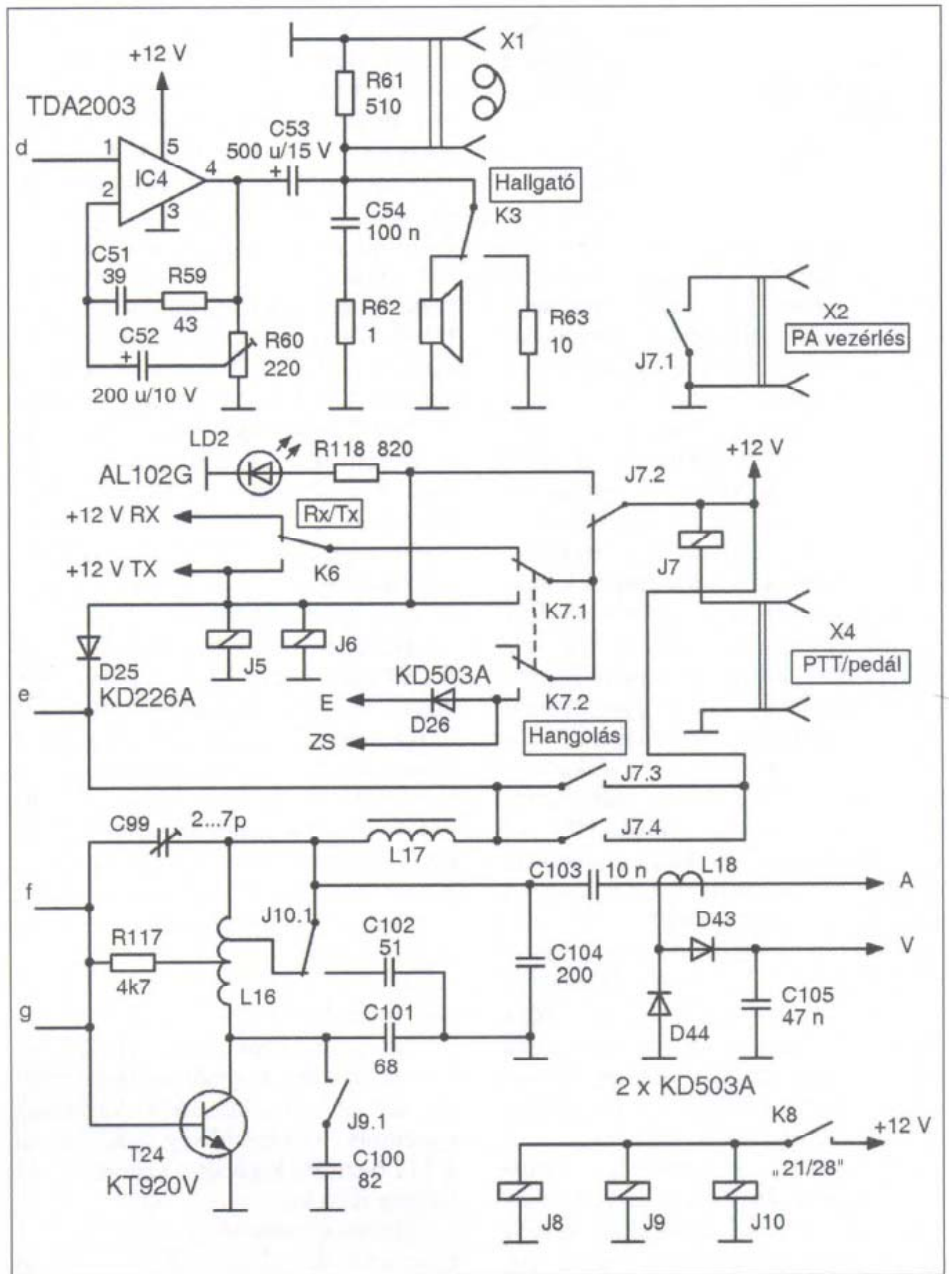 X1
+12 V
R61
510
TDA2003
C53
500 u/15 V
d
1
5
IC4
4
+
2
3
Hallgató
K3
C54
100 n
C51
39
R59
43
R62
1
R63
10
X2
PA vezérlés
J7.1
C52
+
R60
220
200 u/10 V
LD2
R118 820
+12 V
AL102G
J7.2
+12 V RX
Rx/Tx
J7
+12 V TX
K6
K7.1
X4
J5
J6
PTT/pedál
D25
KD226A
KD503A
e
E
D26
K7.2
ZS
Hangolás
J7.3
C99
2...7p
L17
J7.4
C103
10 n
L18
A
f
J10.1
C102
51
D43
V
R117
4k7
C104
200
L16
C101
68
C105
47 n
g
D44
2 x KD503A
J9.1
K8
+12 V
T24
KT920V
C100
82
„21/28"
J8
J9
J10